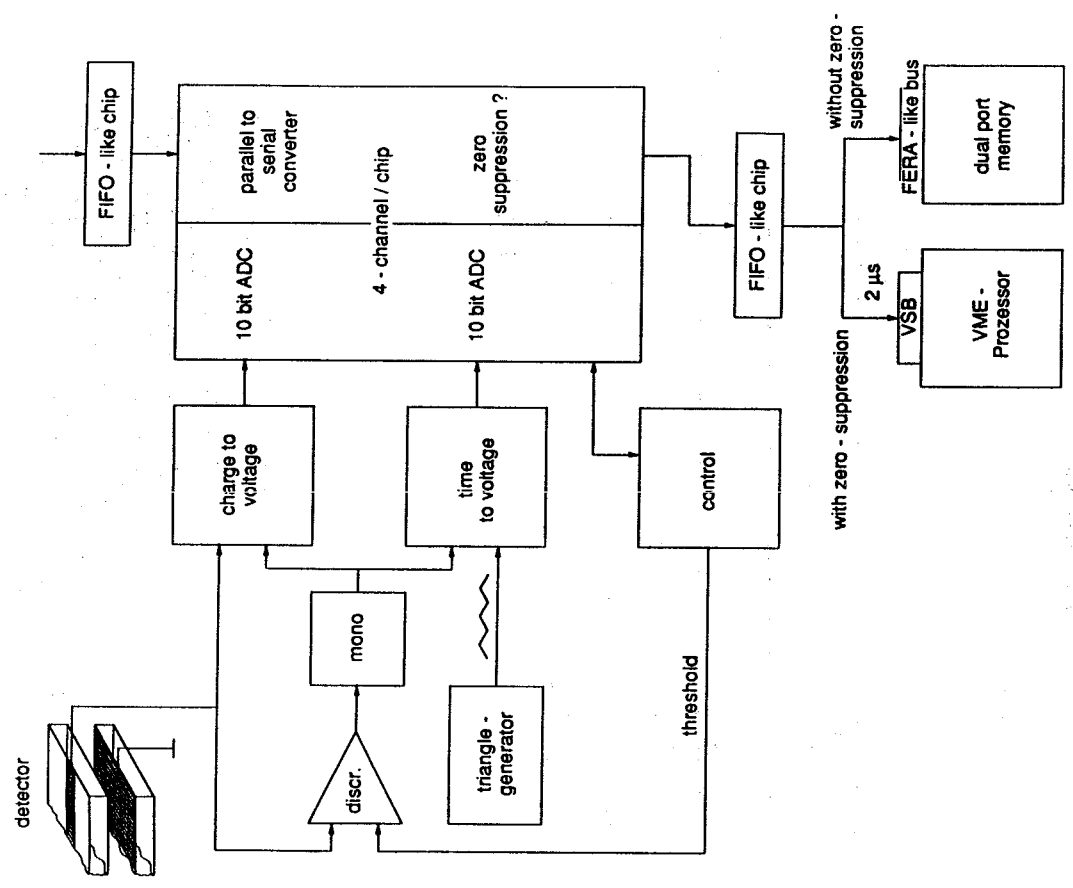 detector
discr.
mono
triangle -
generator
threshold
charge to
voltage
time
to voltage
control
10 bit ADC
10 bit ADC
4 - channel / chip
parallel to
serial
converter
zero
suppression ?
FIFO - like chip
FIFO - like chip
with zero - suppression
2 µs
without zero -
suppression
VSB
VME -
Prozessor
FERA - like bus
dual port
memory